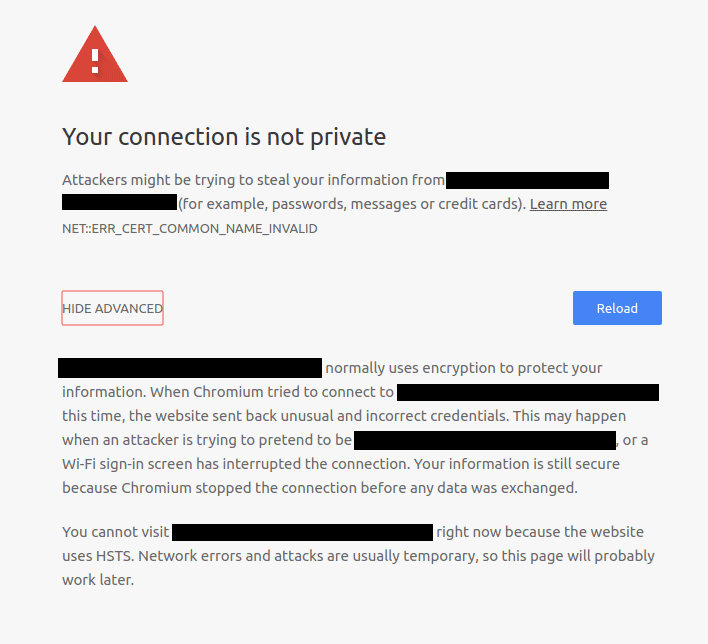 Your connection is not private
Attackers might be trying to steal your information from
(for example, passwords, messages or credit cards). Learn more
NET::ERR_CERT_COMMON_NAME_INVALID
HIDE ADVANCED
Reload
normally uses encryption to protect your
information. When Chromium tried to connect to
this time, the website sent back unusual and incorrect credentials. This may happen
when an attacker is trying to pretend to be , or a
Wi-Fi sign-in screen has interrupted the connection. Your information is still secure
because Chromium stopped the connection before any data was exchanged.
You cannot visit right now because the website
uses HSTS. Network errors and attacks are usually temporary, so this page will probably
work later.